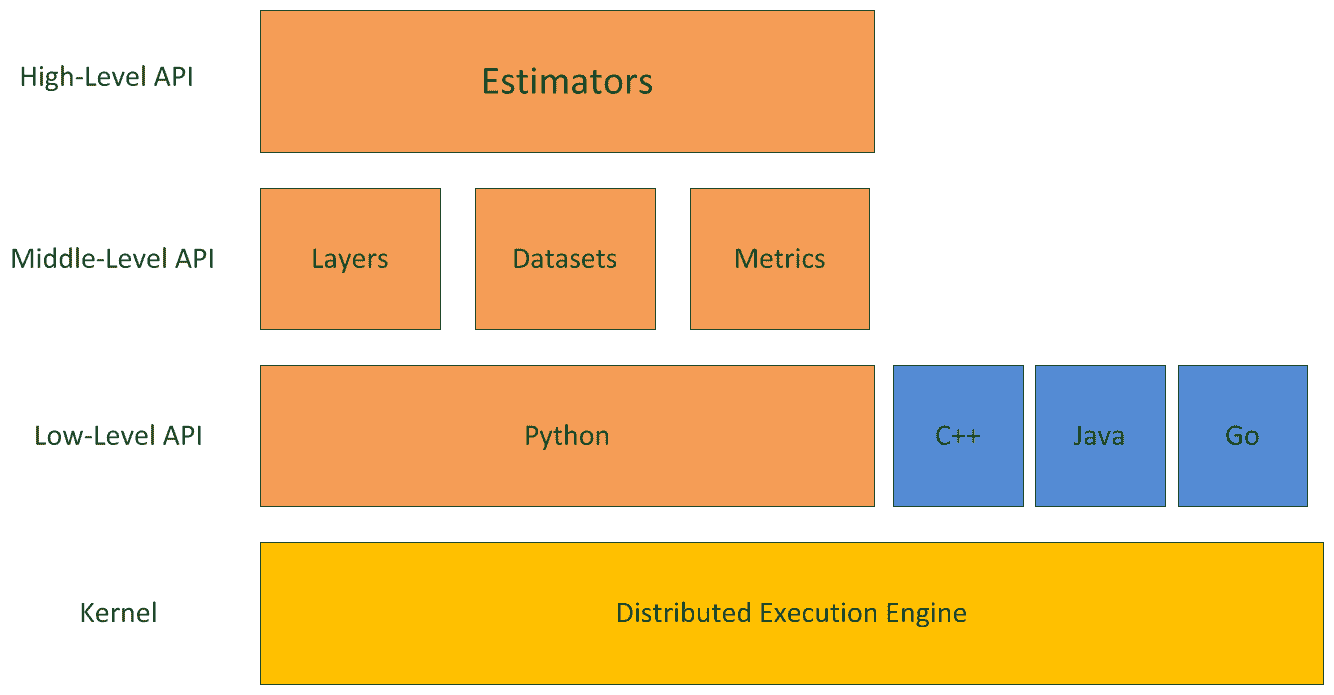 High-Level API
Estimators
Middle-Level API
Layers
Datasets
Metrics
Low-Level API
Python
C++
Java
Go
Kernel
Distributed Execution Engine